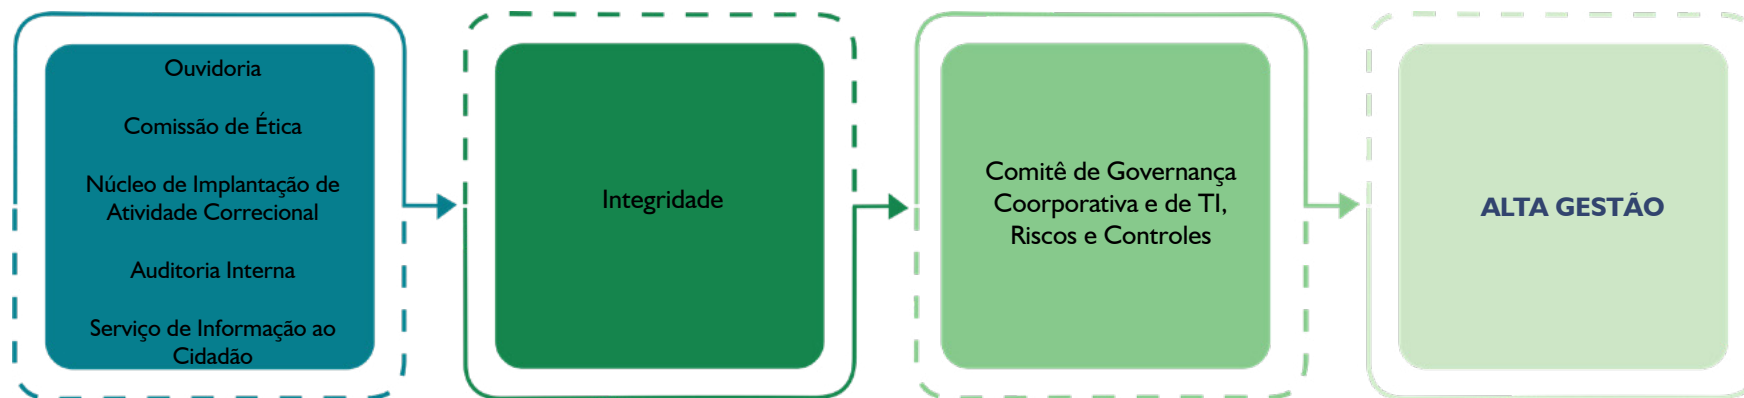 Ouvidoria
Comissão de Ética
Núcleo de Implantação de
Atividade Correcional
Auditoria Interna
Serviço de Informação ao
Cidadão
Integridade
Comitê de Governança
Coorporativa e de TI,
Riscos e Controles
ALTA GESTÃO